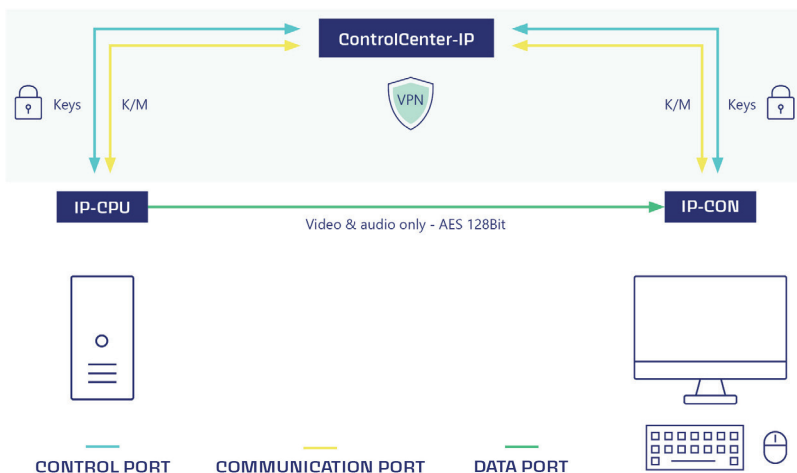 ControlCenter-IP
Keys
K/M
VPN
K/M
Keys
IP-CPU
IP-CON
Video & audio only - AES 128Bit
CONTROL PORT
COMMUNICATION PORT
DATA PORT